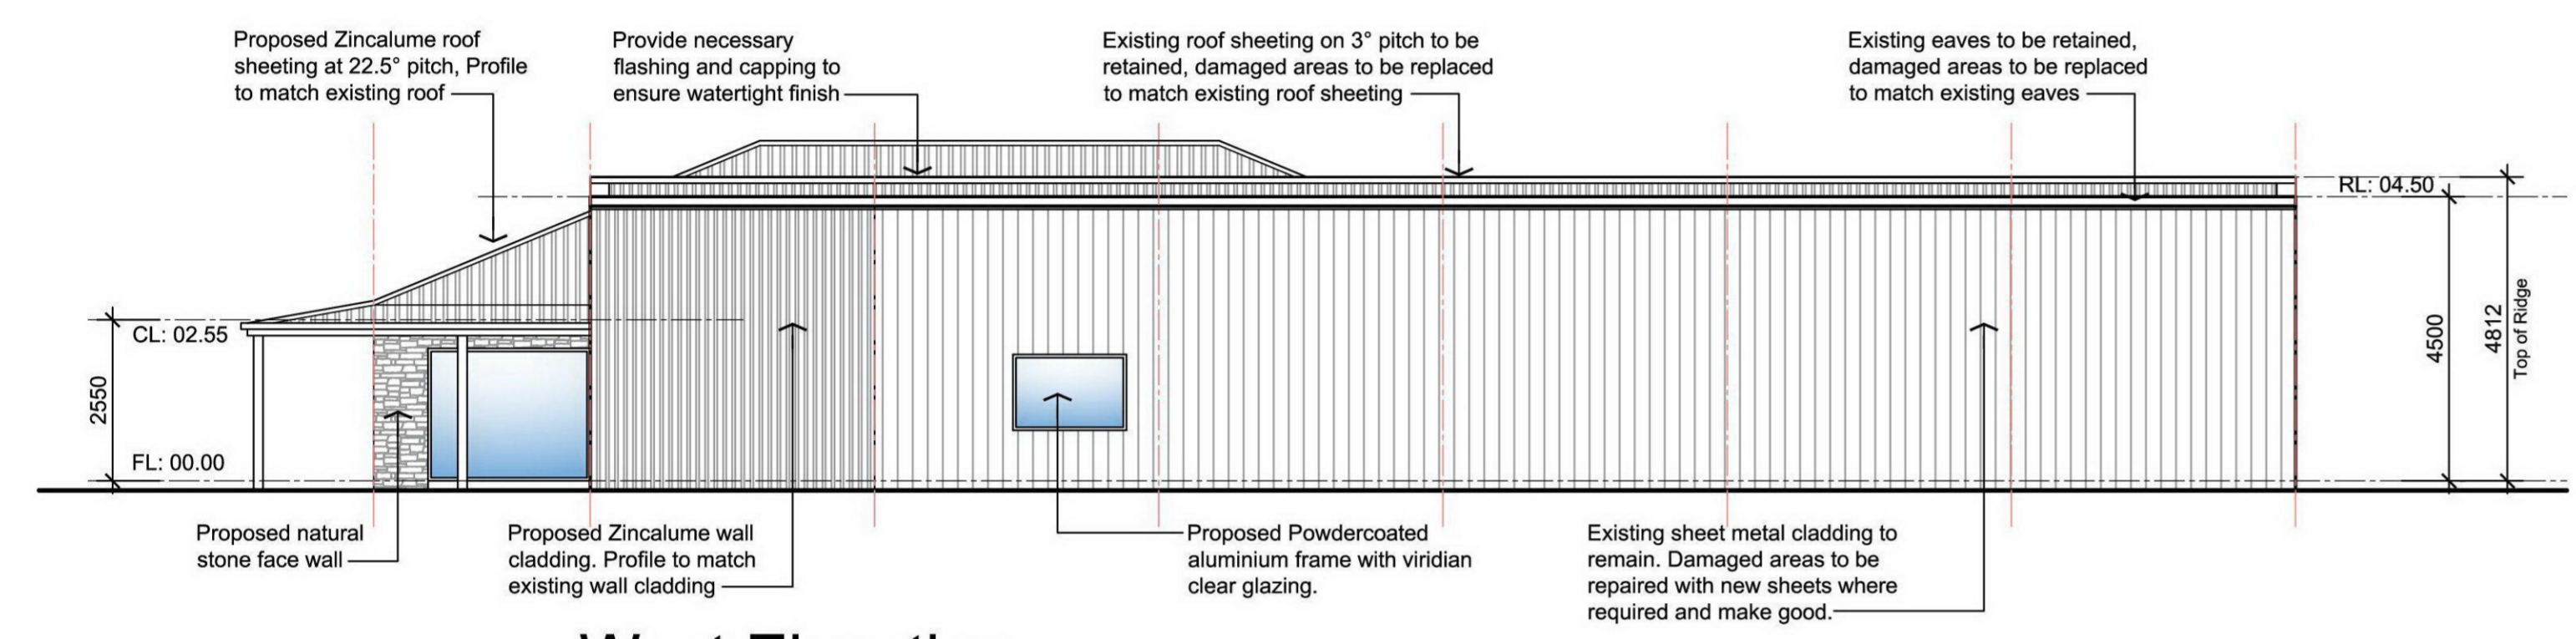 Proposed Zincalume roof
sheeting at 22.5° pitch, Profile
to match existing roof
Provide necessary
flashing and capping to
ensure watertight finish
Existing roof sheeting on 3° pitch to be
retained, damaged areas to be replaced
to match existing roof sheeting
Existing eaves to be retained,
damaged areas to be replaced
to match existing eaves
RL: 04.50
CL: 02.55
2550
FL: 00.00
4500
4812
Top of Ridge
Proposed natural
stone face wall
Proposed Zincalume wall
cladding. Profile to match
existing wall cladding
Proposed Powdercoated
aluminium frame with viridian
clear glazing.
Existing sheet metal cladding to
remain. Damaged areas to be
repaired with new sheets where
required and make good.